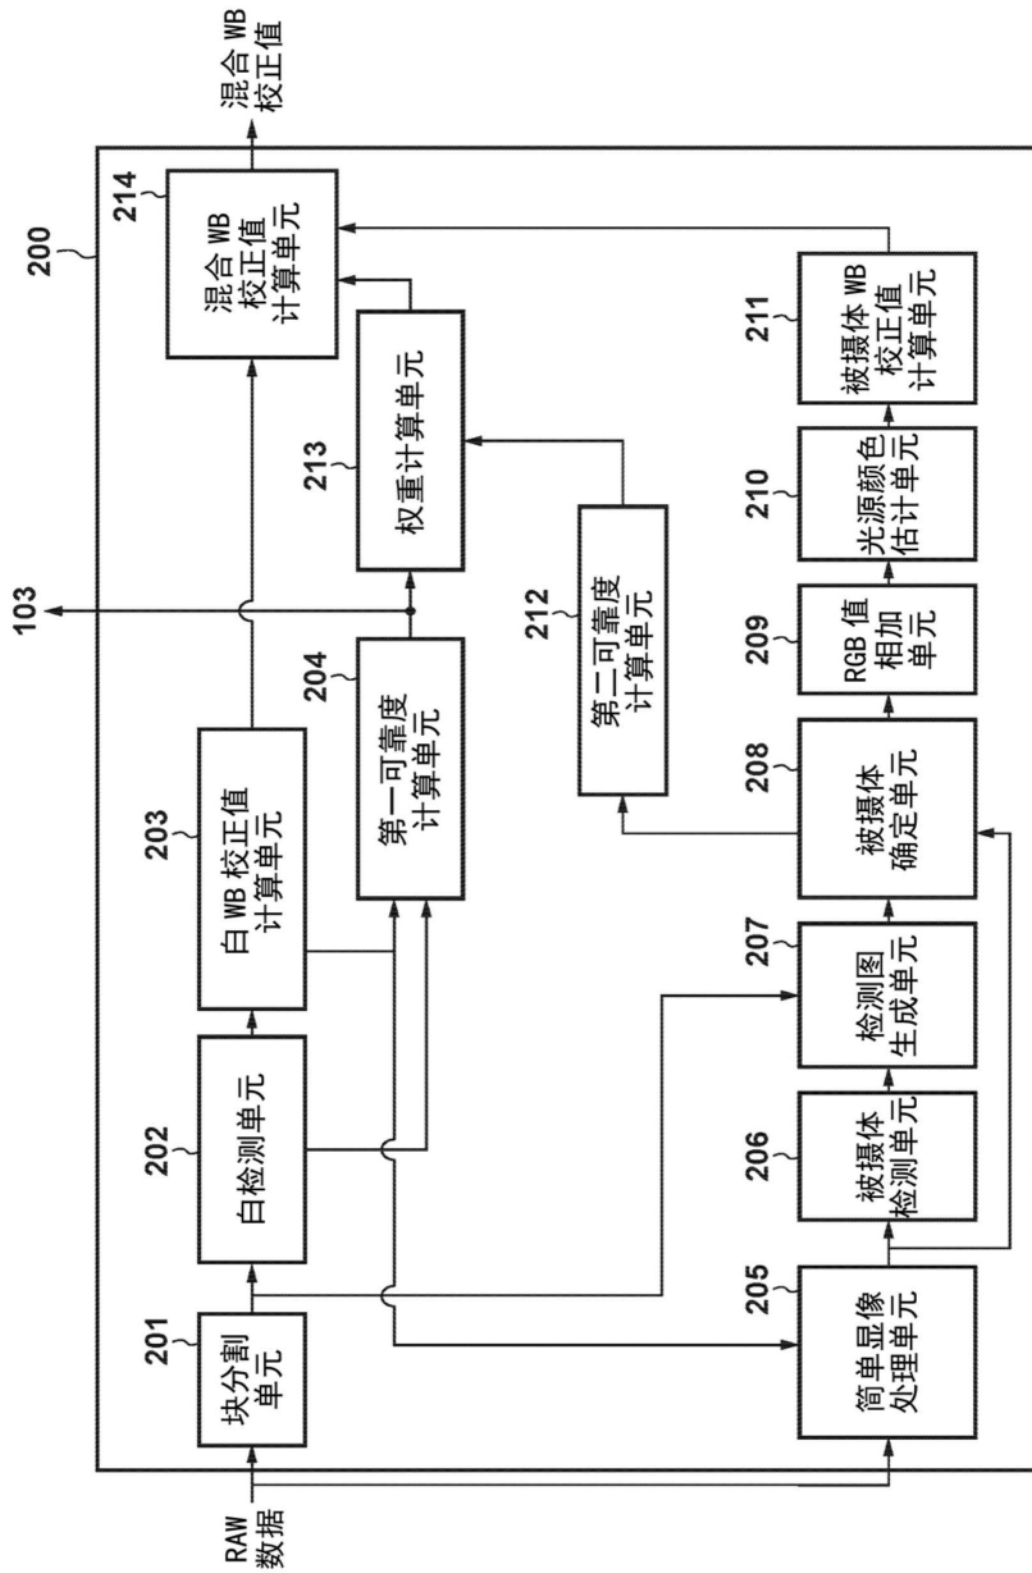 200
RAW
数据
201
块分割
单元
202
白检测单元
203
白 WB 校正值
计算单元
204
第一可靠度
计算单元
103
213
权重计算单元
214
混合 WB
校正值
计算单元
混合 WB
校正值
212
第二可靠度
计算单元
205
简单显像
处理单元
206
被摄体
检测单元
207
检测图
生成单元
208
被摄体
确定单元
209
RGB 值
相加
单元
210
光源颜色
估计单元
211
被摄体 WB
校正值
计算单元